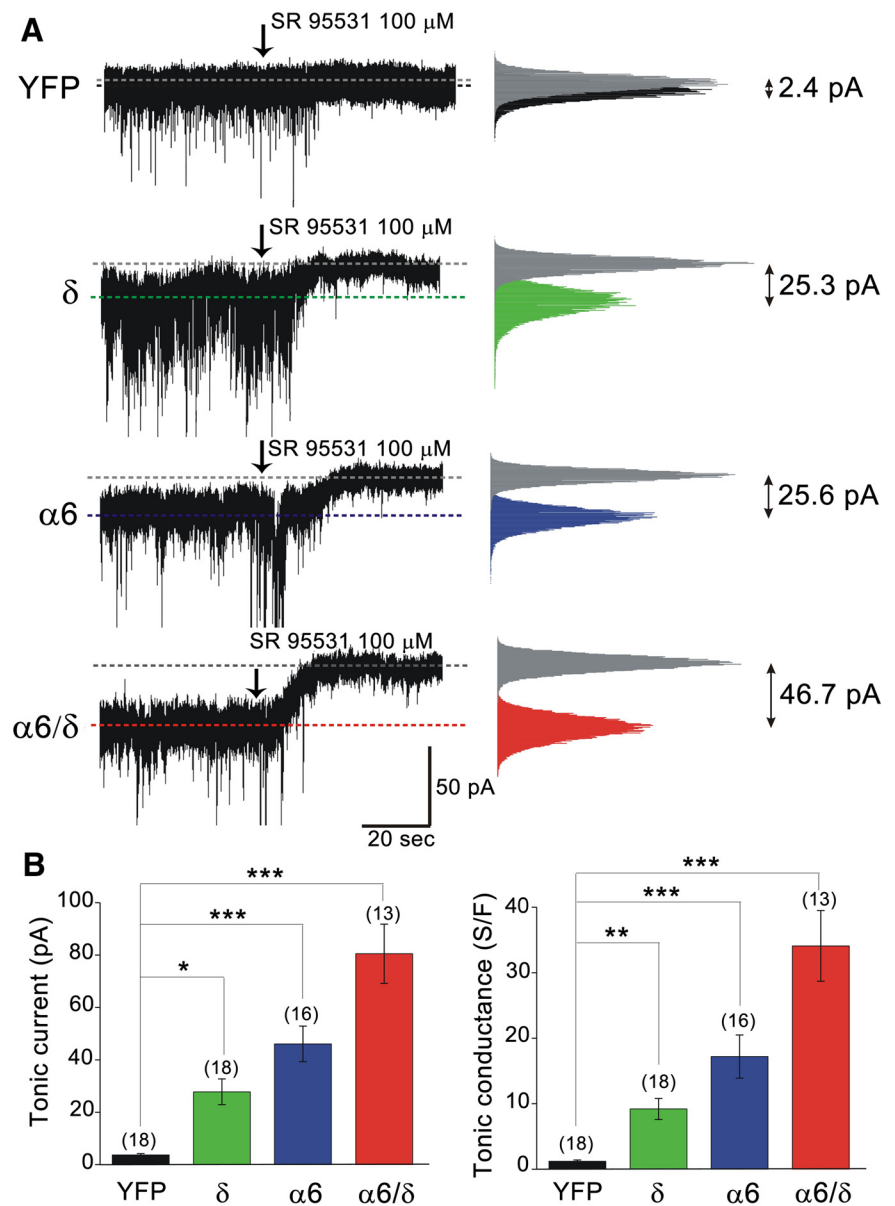 A
SR 95531 100 μM
YFP
2.4 pA
SR 95531 100 μM
δ
25.3 pA
SR 95531 100 μM
α6
25.6 pA
SR 95531 100 μM
α6/δ
46.7 pA
50 pA
20 sec
B
Tonic current (pA)
100
80
60
40
20
0
***
***
*
(18)
(18)
(16)
(13)
YFP
δ
α6
α6/δ
Tonic conductance (S/F)
40
30
20
10
0
***
***
**
(18)
(18)
(16)
(13)
YFP
δ
α6
α6/δ